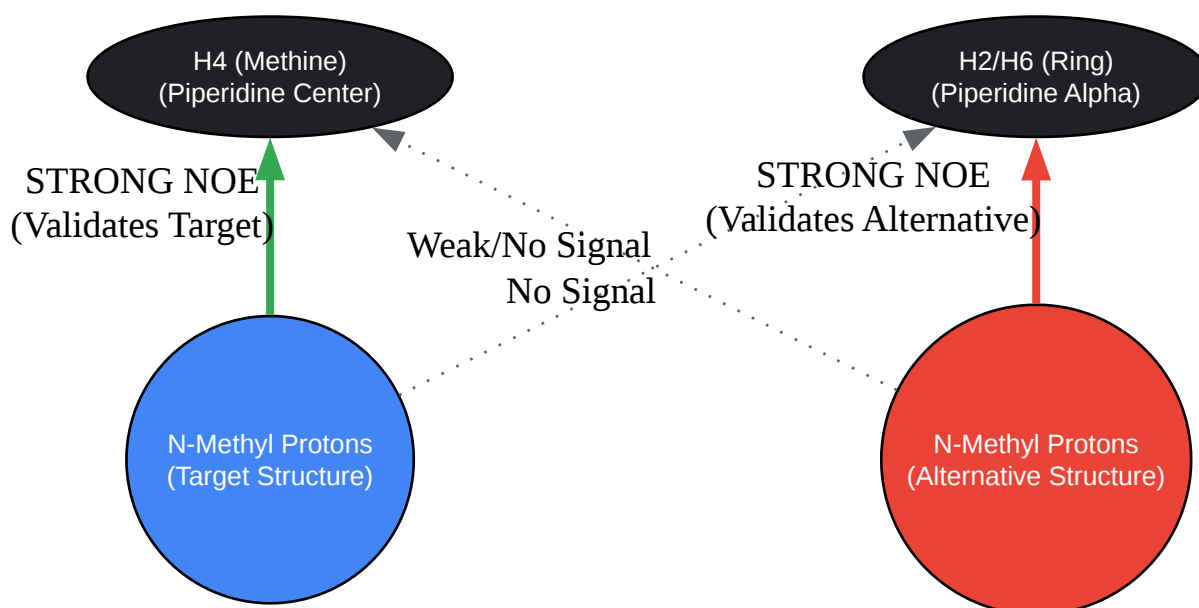 H4 (Methine)
(Piperidine Center)
H2/H6 (Ring)
(Piperidine Alpha)
STRONG NOE
(Validates Target)
STRONG NOE
(Validates Alternative)
Weak/No Signal
No Signal
N-Methyl Protons
(Target Structure)
N-Methyl Protons
(Alternative Structure)